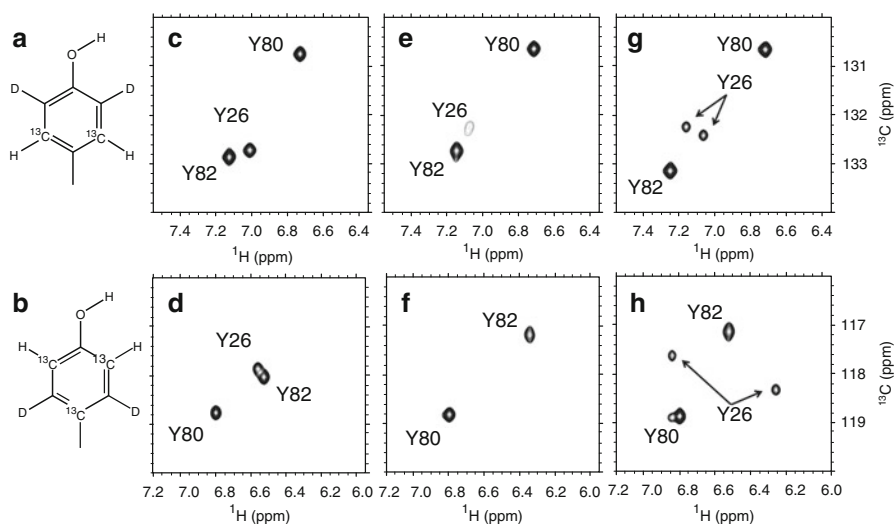 a
H
O
D
D
13C
13C
H
H
c
Y80
Y26
Y82
7.4 7.2 7.0 6.8 6.6 6.4
1H (ppm)
e
Y80
Y26
Y82
7.4 7.2 7.0 6.8 6.6 6.4
1H (ppm)
g
Y80
Y26
Y82
131
132
133
13C (ppm)
7.4 7.2 7.0 6.8 6.6 6.4
1H (ppm)
b
H
O
H
H
13C
13C
D
D
13C
d
Y26
Y82
Y80
7.2 7.0 6.8 6.6 6.4 6.2 6.0
1H (ppm)
f
Y82
Y80
7.2 7.0 6.8 6.6 6.4 6.2 6.0
1H (ppm)
h
Y82
Y26
Y80
117
118
119
13C (ppm)
7.2 7.0 6.8 6.6 6.4 6.2 6.0
1H (ppm)